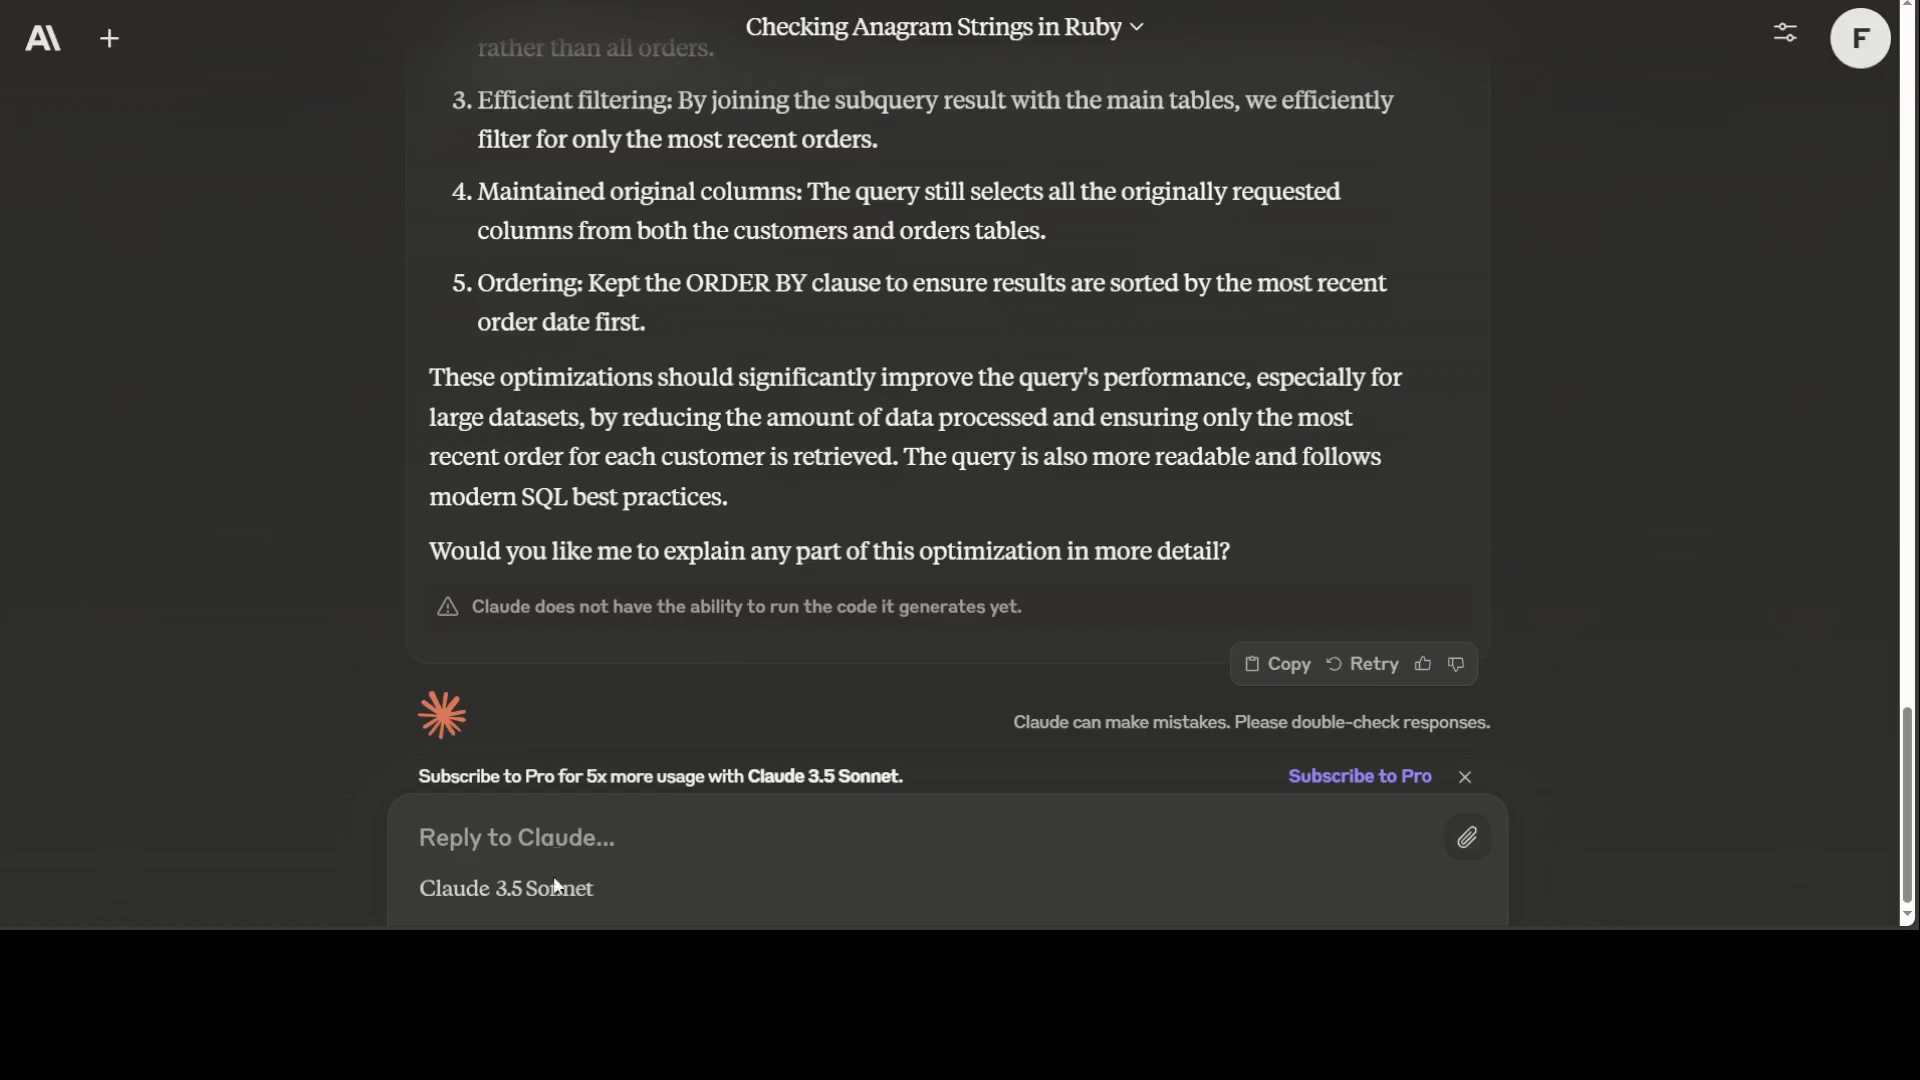 Checking Anagram Strings in Ruby
F
rather than all orders.
3. Efficient filtering: By joining the subquery result with the main tables, we efficiently
filter for only the most recent orders.
4. Maintained original columns: The query still selects all the originally requested
columns from both the customers and orders tables.
5. Ordering: Kept the ORDER BY clause to ensure results are sorted by the most recent
order date first.
These optimizations should significantly improve the query's performance, especially for
large datasets, by reducing the amount of data processed and ensuring only the most
recent order for each customer is retrieved. The query is also more readable and follows
modern SQL best practices.
Would you like me to explain any part of this optimization in more detail?
Claude does not have the ability to run the code it generates yet.
Copy Retry
Claude can make mistakes. Please double-check responses.
Subscribe to Pro for 5x more usage with Claude 3.5 Sonnet. Subscribe to Pro
Reply to Claude...
Claude 3.5 Sonnet